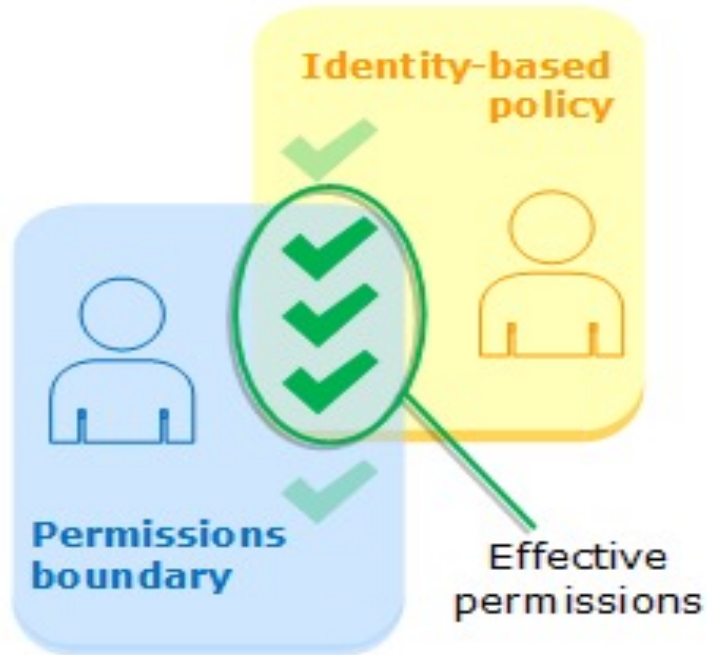 Identity-based
policy
Permissions
boundary
Effective
permissions